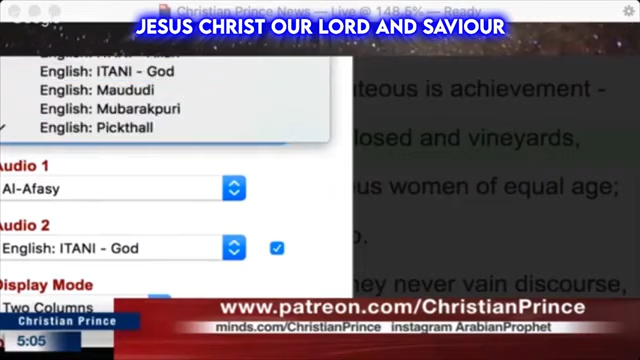 Christian Prince News — Live @ 148.5% — Ready
JESUS CHRIST OUR LORD AND SAVIOUR
English: ITANI - God
English: Maududi
English: Mubarakpuri
✓ English: Pickthall
teous is achievement -
losed and vineyards,
us women of equal age;
ey never vain discourse,
Audio 1
Al-Afasy
Audio 2
English: ITANI - God
Display Mode
Two Columns
www.patreon.com/ChristianPrince
minds.com/ChristianPrince instagram ArabianProphet
Christian Prince
5:05